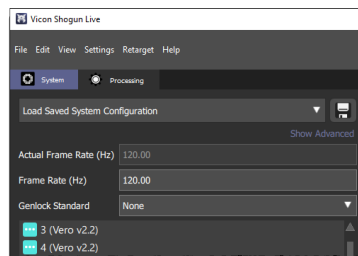 Vicon Shogun Live
File Edit View Settings Retarget Help
System Processing
Load Saved System Configuration
Show Advanced
Actual Frame Rate (Hz) 120.00
Frame Rate (Hz) 120.00
Genlock Standard None
3 (Vero v2.2)
4 (Vero v2.2)